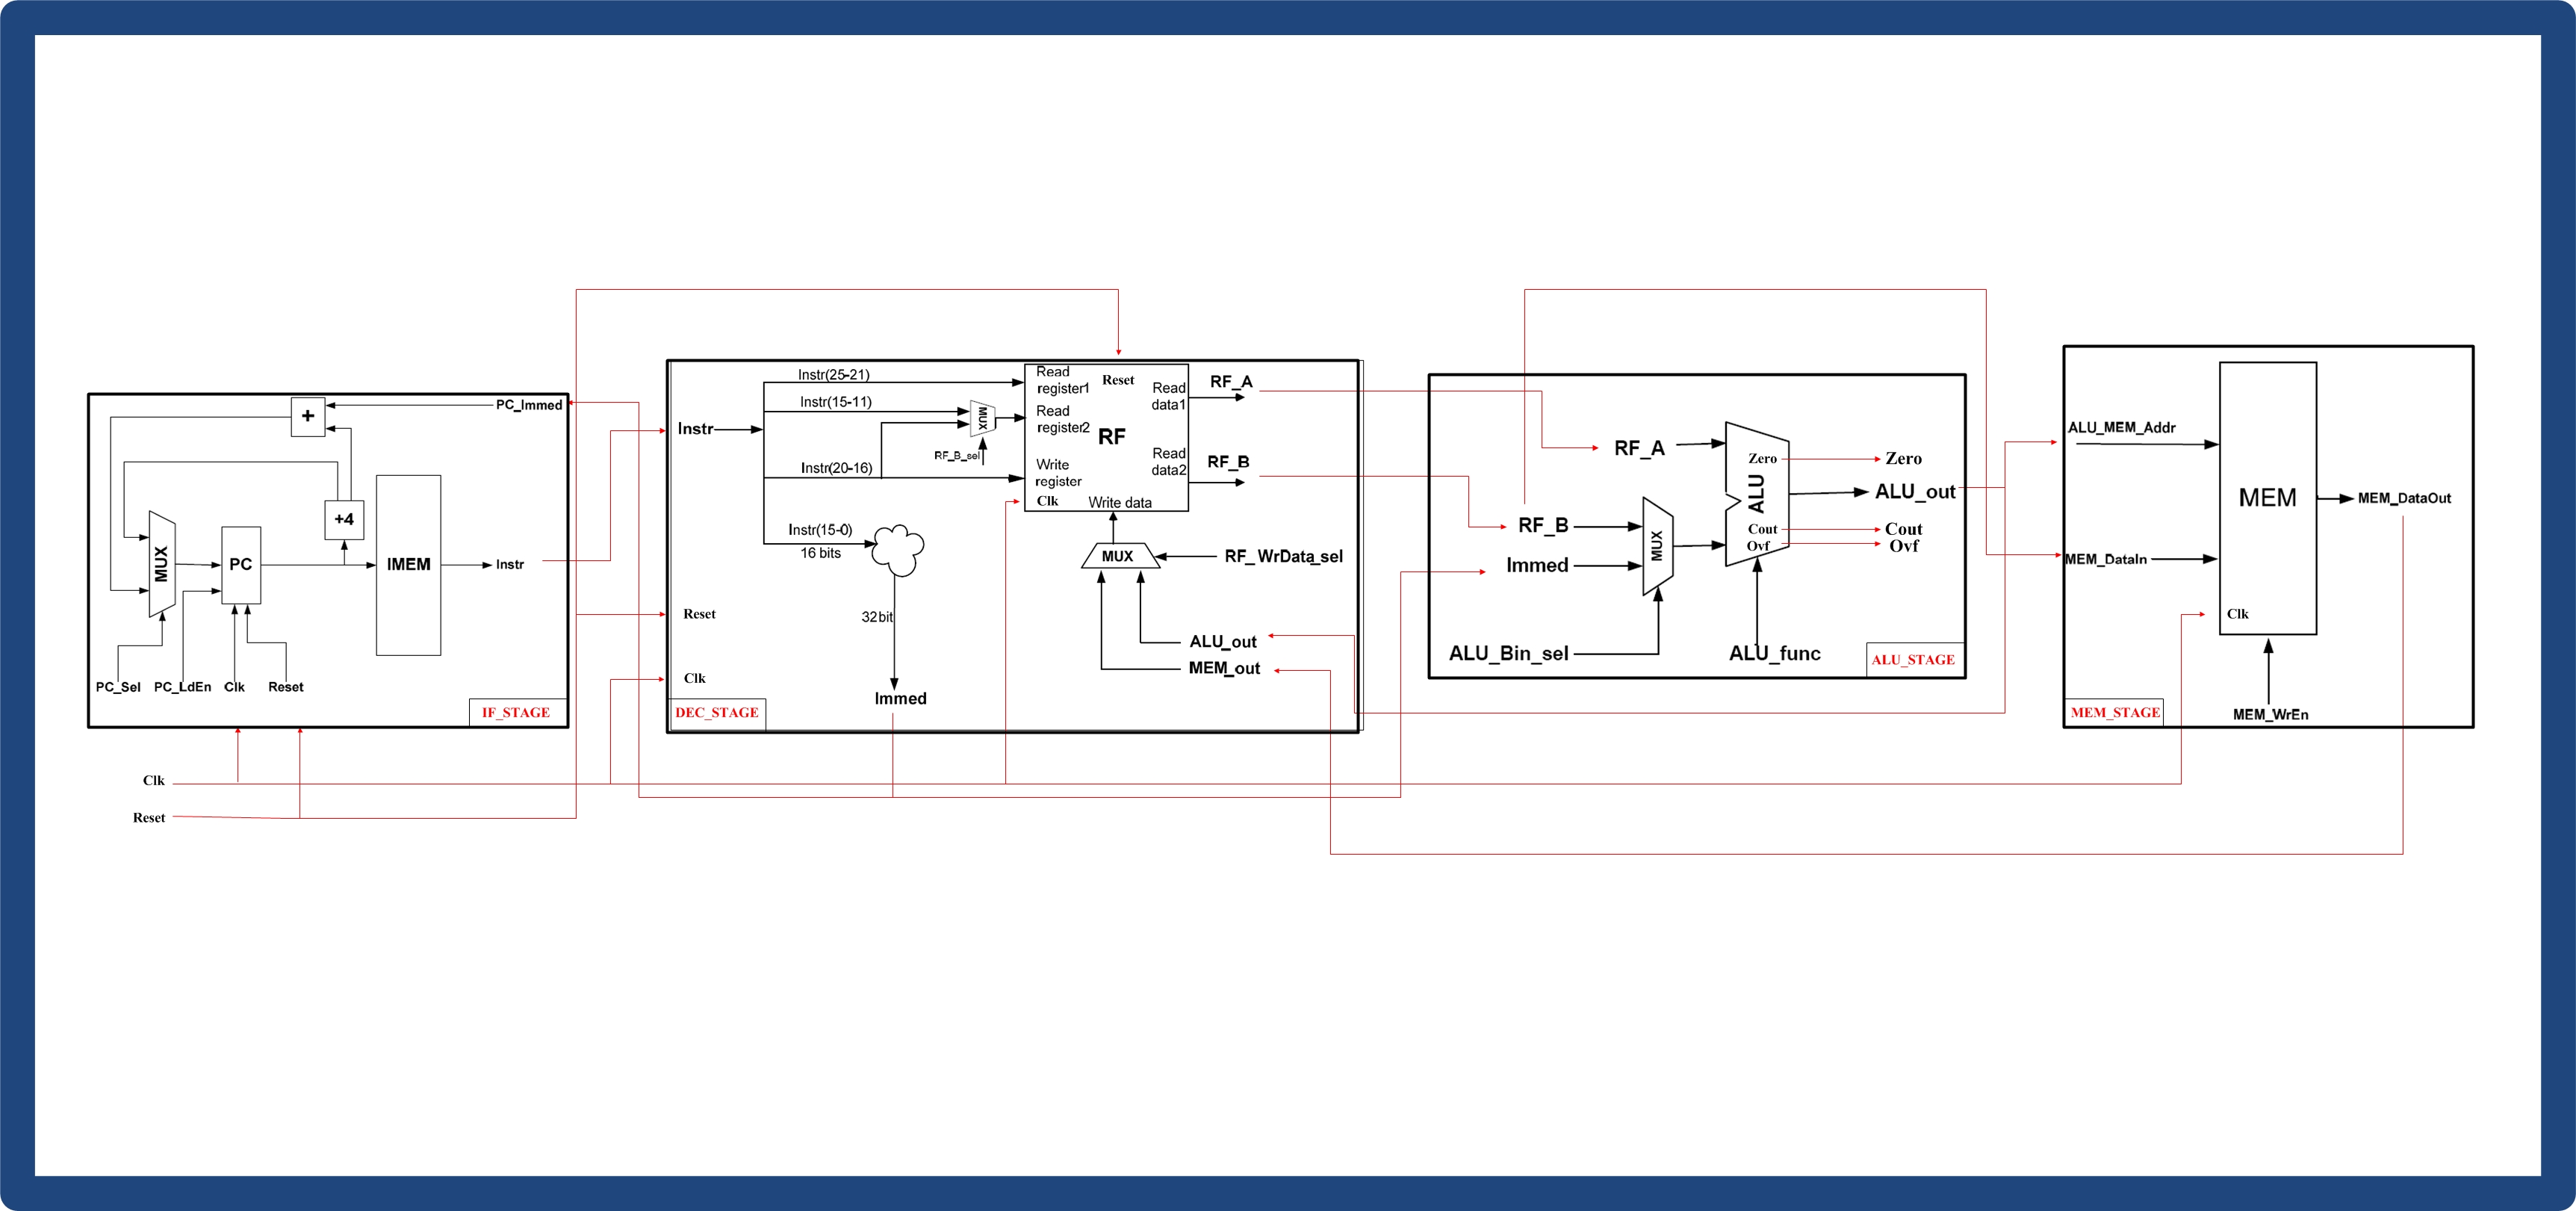 PC_Immed
+
+4
MUX
PC
IMEM
Instr
PC_Sel
PC_LdEn
Clk
Reset
IF_STAGE
Clk
Reset
Instr
Instr(25-21)
Instr(15-11)
Instr(20-16)
Instr(15-0)
16 bits
MUX
RF_B_sel
Read
register1
Reset
Read
data1
Read
register2
RF
Write
register
Read
data2
Clk
Write data
RF_A
RF_B
MUX
RF_WrData_sel
32bit
Reset
ALU_out
MEM_out
Clk
Immed
DEC_STAGE
RF_A
RF_B
Immed
MUX
ALU_Bin_sel
Zero
ALU
Cout
Ovf
Zero
ALU_out
Cout
Ovf
ALU_func
ALU_STAGE
ALU_MEM_Addr
MEM
MEM_DataOut
MEM_DataIn
Clk
MEM_WrEn
MEM_STAGE